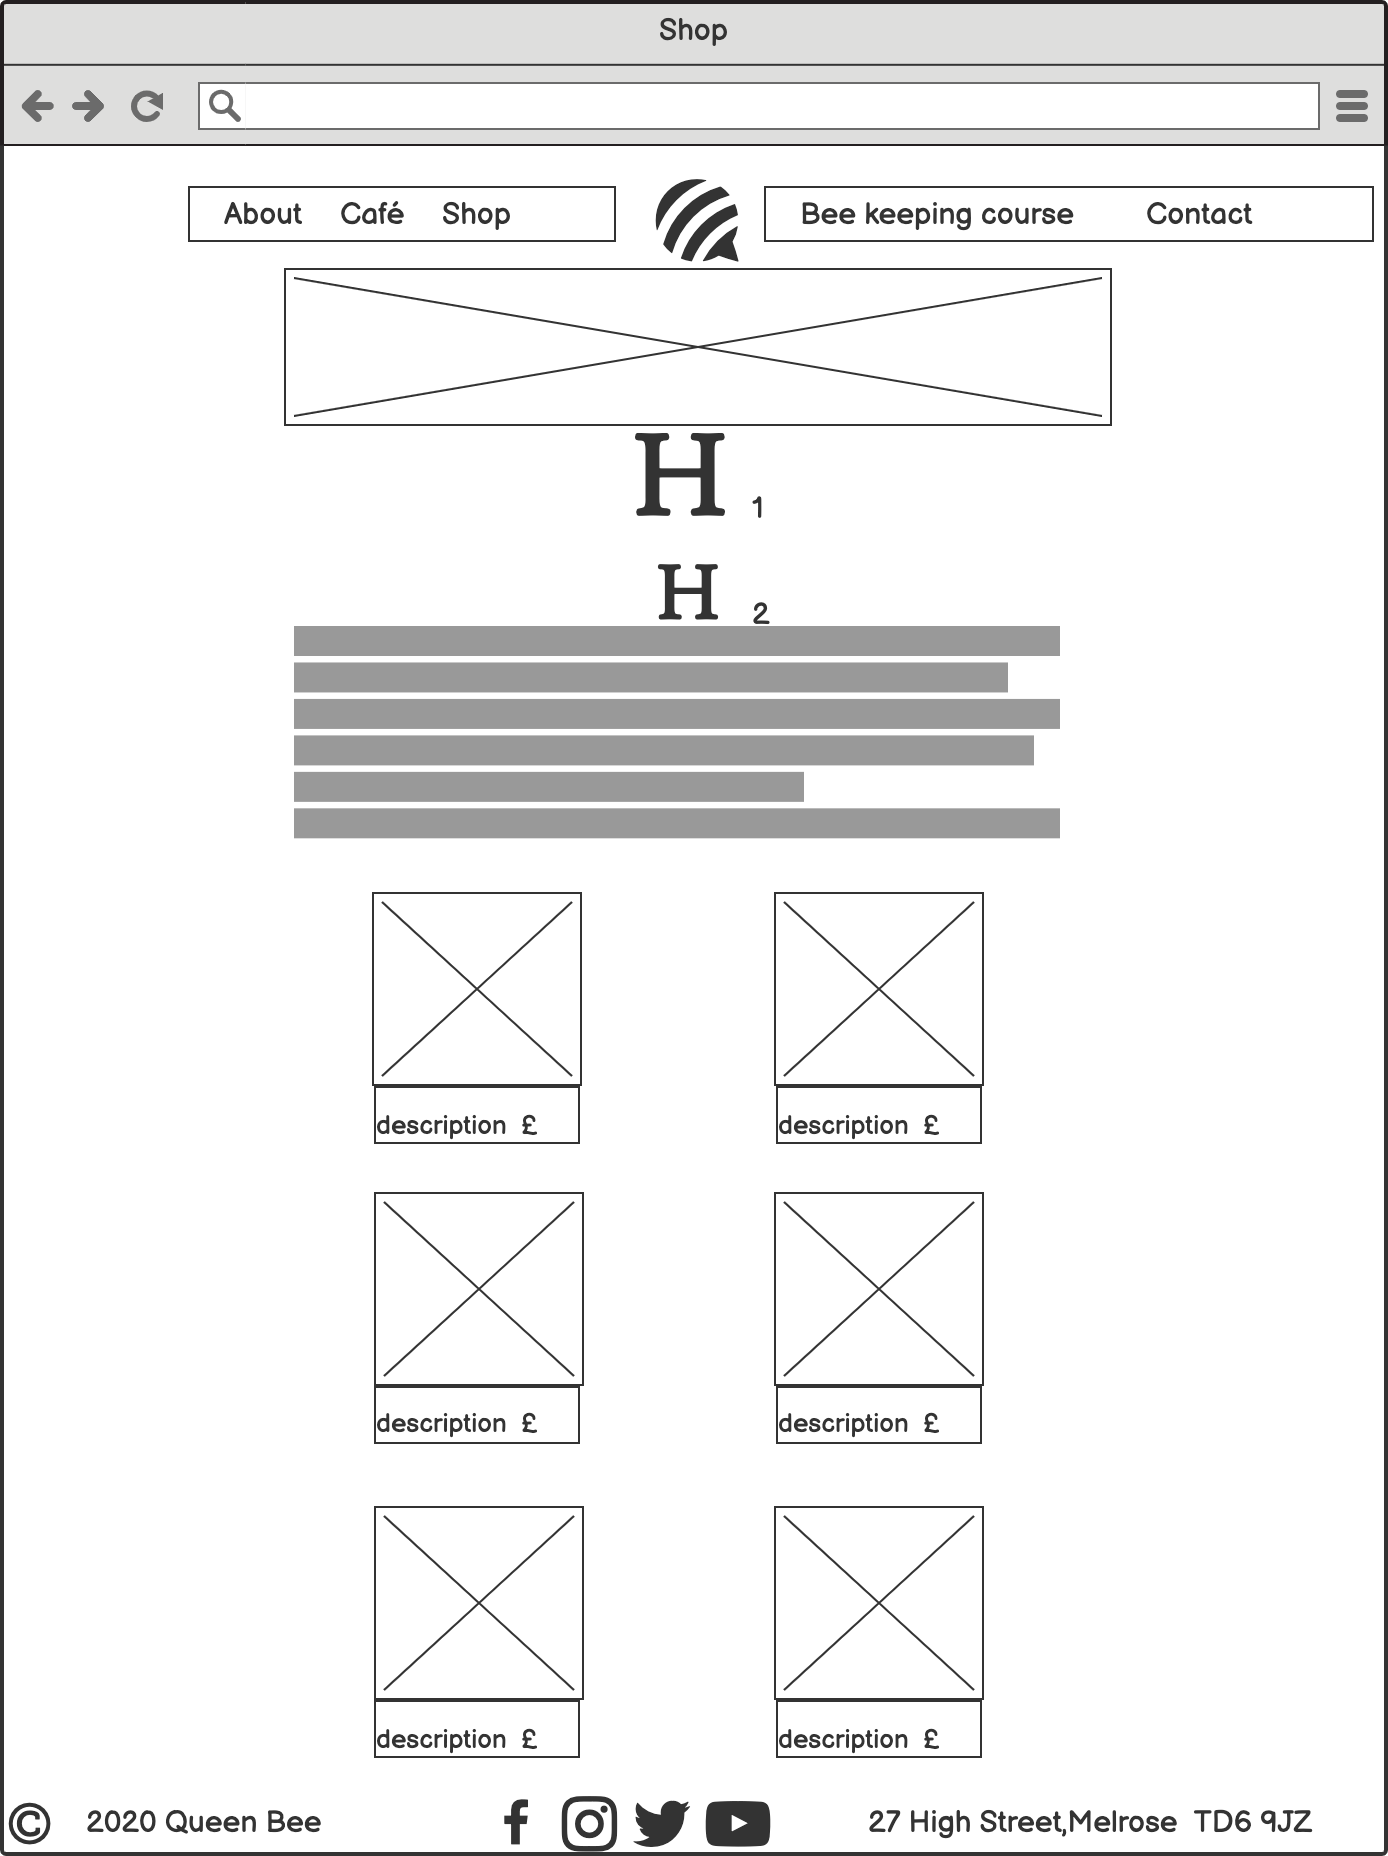 Shop
About Café Shop Bee keeping course Contact
H 1
H 2
description £ description £
description £ description £
description £ description £
© 2020 Queen Bee 27 High Street,Melrose TD6 9JZ